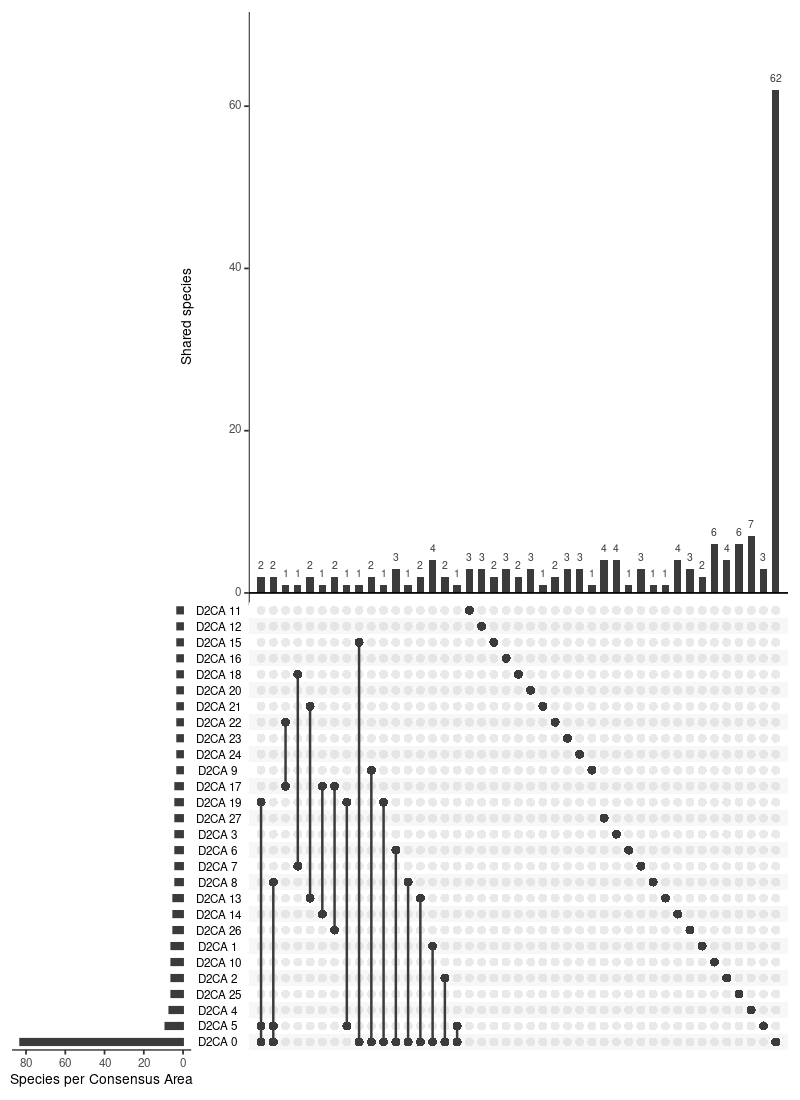 62
60
40
20
0
Shared species
2 2 1 1 2 1 2 1 1 2 1 3 1 2 4 2 1 3 3 2 3 2 3 1 2 3 3 1 4 4 1 3 1 1 4 3 2 6 4 6 7 3
D2CA 11
D2CA 12
D2CA 15
D2CA 16
D2CA 18
D2CA 20
D2CA 21
D2CA 22
D2CA 23
D2CA 24
D2CA 9
D2CA 17
D2CA 19
D2CA 27
D2CA 3
D2CA 6
D2CA 7
D2CA 8
D2CA 13
D2CA 14
D2CA 26
D2CA 1
D2CA 10
D2CA 2
D2CA 25
D2CA 4
D2CA 5
D2CA 0
80 60 40 20 0
Species per Consensus Area